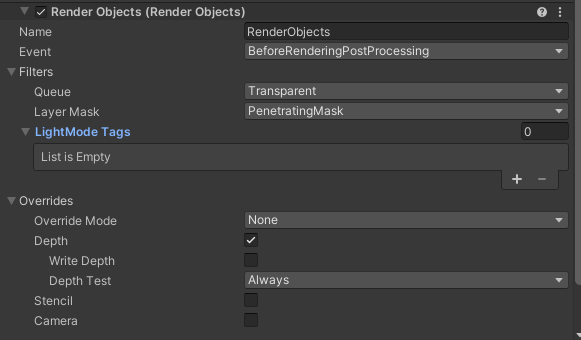 Render Objects (Render Objects)
Name RenderObjects
Event BeforeRenderingPostProcessing
Filters
Queue Transparent
Layer Mask PenetratingMask
LightMode Tags 0
List is Empty
+ −
Overrides
Override Mode None
Depth
Write Depth
Depth Test Always
Stencil
Camera